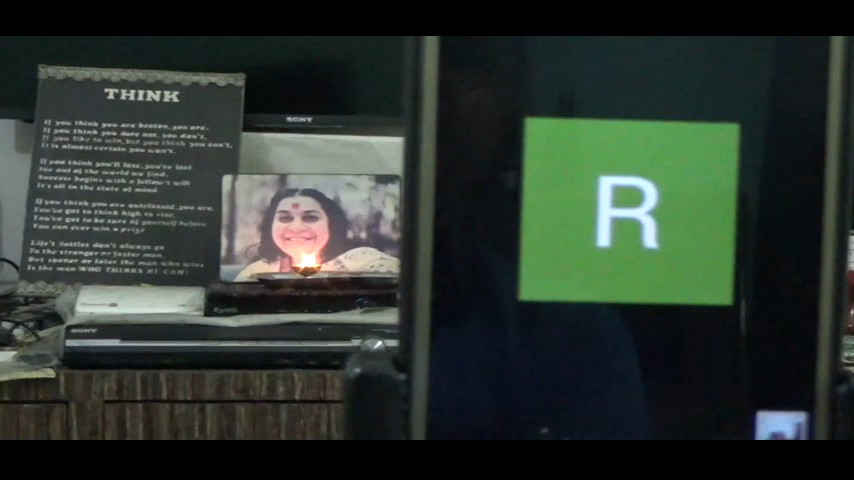 THINK
If you think you are beaten, you are.
If you think you dare not, you don't,
If you like to win, but you think you can't,
It is almost certain you won't.
If you think you'll lose, you're lost
For out of the world we find,
Success begins with a fellow's will
It's all in the state of mind
If you think you are outclassed, you are.
You've got to think high to rise.
You've got to be sure of yourself before
You can ever win a prize
Life's battles don't always go
To the stronger or faster man,
But sooner or later the man who wins
Is the man WHO THINKS HE CAN!
SONY
SONY
R